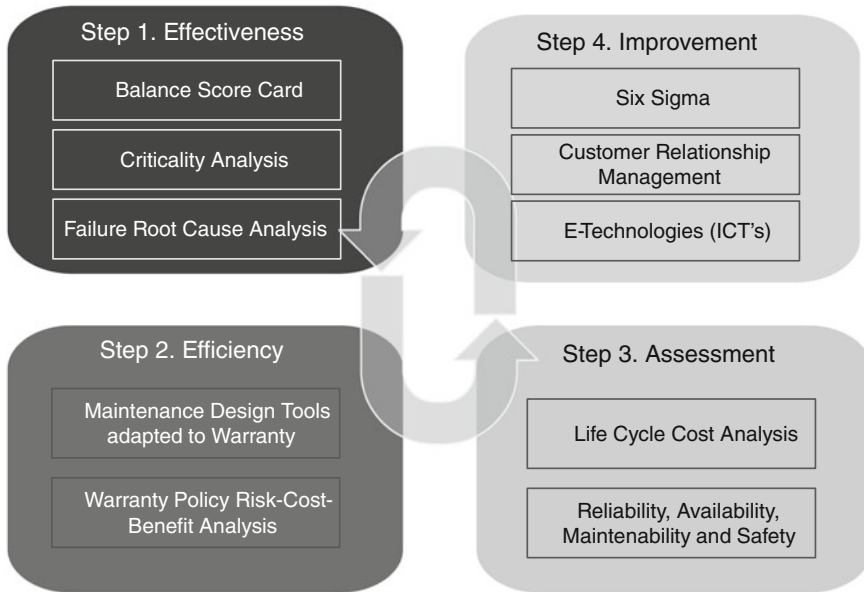 Step 1. Effectiveness
Balance Score Card
Criticality Analysis
Failure Root Cause Analysis
Step 2. Efficiency
Maintenance Design Tools
adapted to Warranty
Warranty Policy Risk-Cost-
Benefit Analysis
Step 3. Assessment
Life Cycle Cost Analysis
Reliability, Availability,
Maintenability and Safety
Step 4. Improvement
Six Sigma
Customer Relationship
Management
E-Technologies (ICT's)